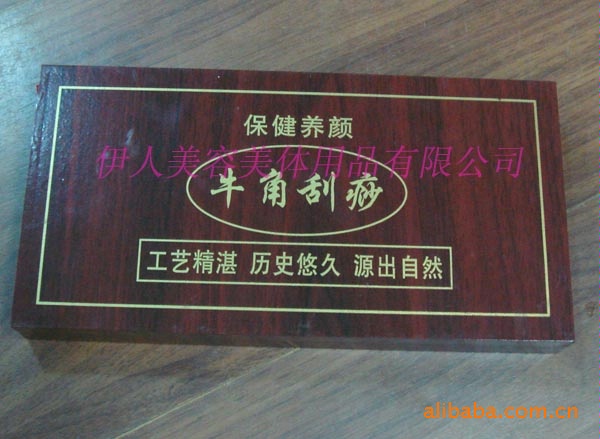 保健养颜
伊人美容美体用品有限公司
牛角刮痧
工艺精湛 历史悠久 源出自然
alibaba.com.cn